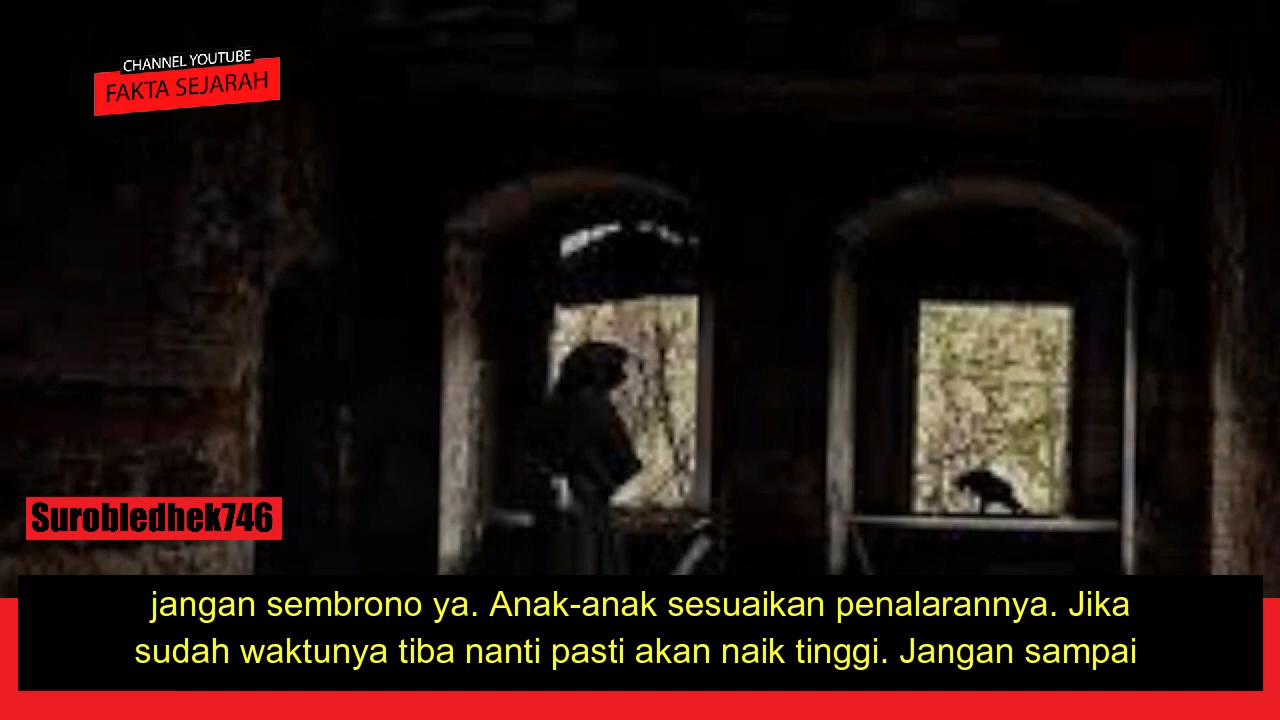 CHANNEL YOUTUBE
FAKTA SEJARAH
Surobledhek746
jangan sembrono ya. Anak-anak sesuaikan penalarannya. Jika
sudah waktunya tiba nanti pasti akan naik tinggi. Jangan sampai